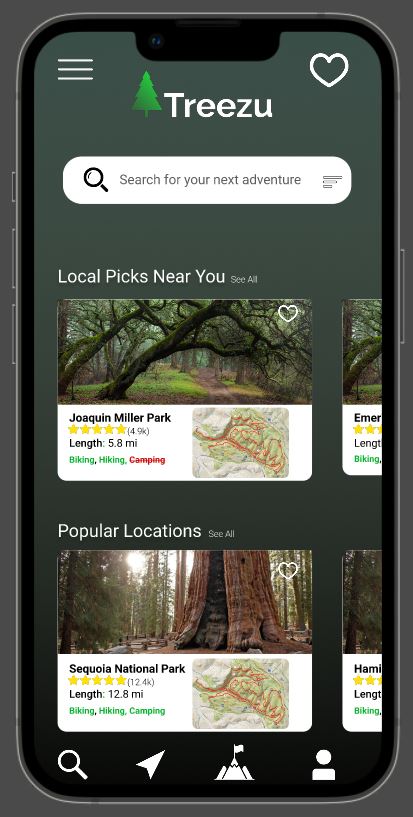 Treezu
Search for your next adventure
Local Picks Near You See All
Joaquin Miller Park
(4.9k)
Length: 5.8 mi
Biking, Hiking, Camping
Emer
Lengt
Biking,
Popular Locations See All
Sequoia National Park
(12.4k)
Length: 12.8 mi
Biking, Hiking, Camping
Hami
Lengt
Biking,